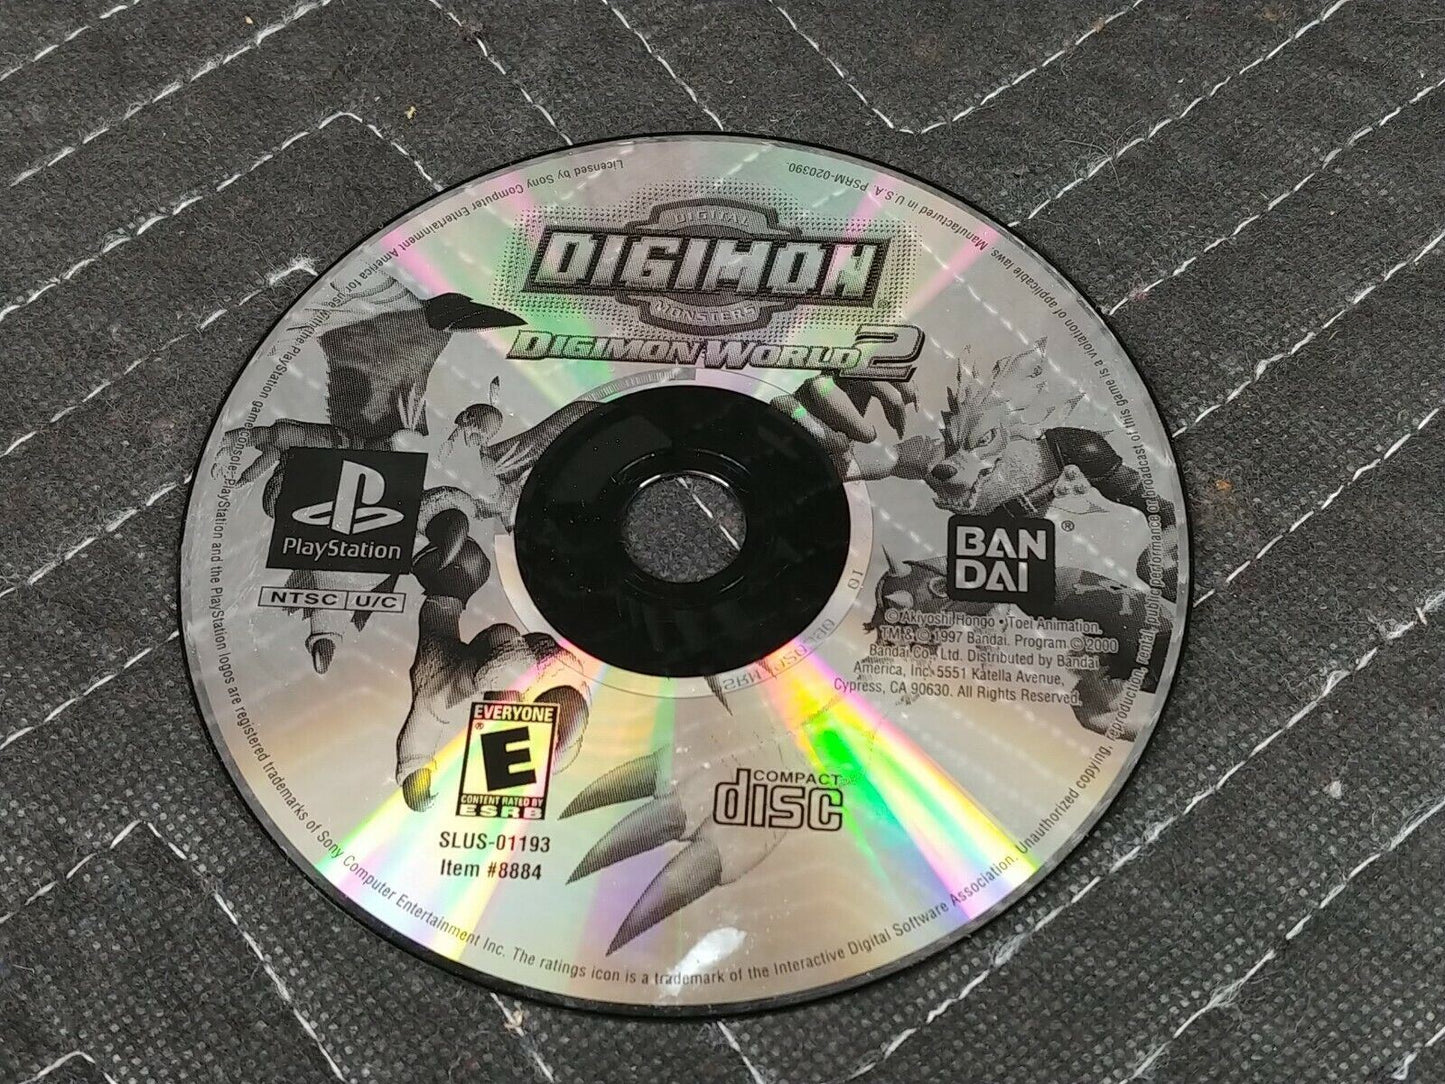 DIGITAL
DIGIMON
MONSTERS
DIGIMON WORLD 2
PlayStation
NTSC U/C
BAN
DAI
®
© Akiyoshi Hongo • Toei Animation.
TM & © 1997 Bandai. Program © 2000
Bandai Co., Ltd. Distributed by Bandai
America, Inc. 5551 Katella Avenue,
Cypress, CA 90630. All Rights Reserved.
EVERYONE
E
®
CONTENT RATED BY
ESRB
SLUS-01193
Item #8884
COMPACT
disc
Licensed by Sony Computer Entertainment America for use with the PlayStation game console. PlayStation and the PlayStation logos are registered trademarks of Sony Computer Entertainment Inc. The ratings icon is a trademark of the Interactive Digital Software Association. Unauthorized copying, reproduction, rental, public performance or broadcast of this game is a violation of applicable laws. Manufactured in U.S.A. PSRM-020390.
01